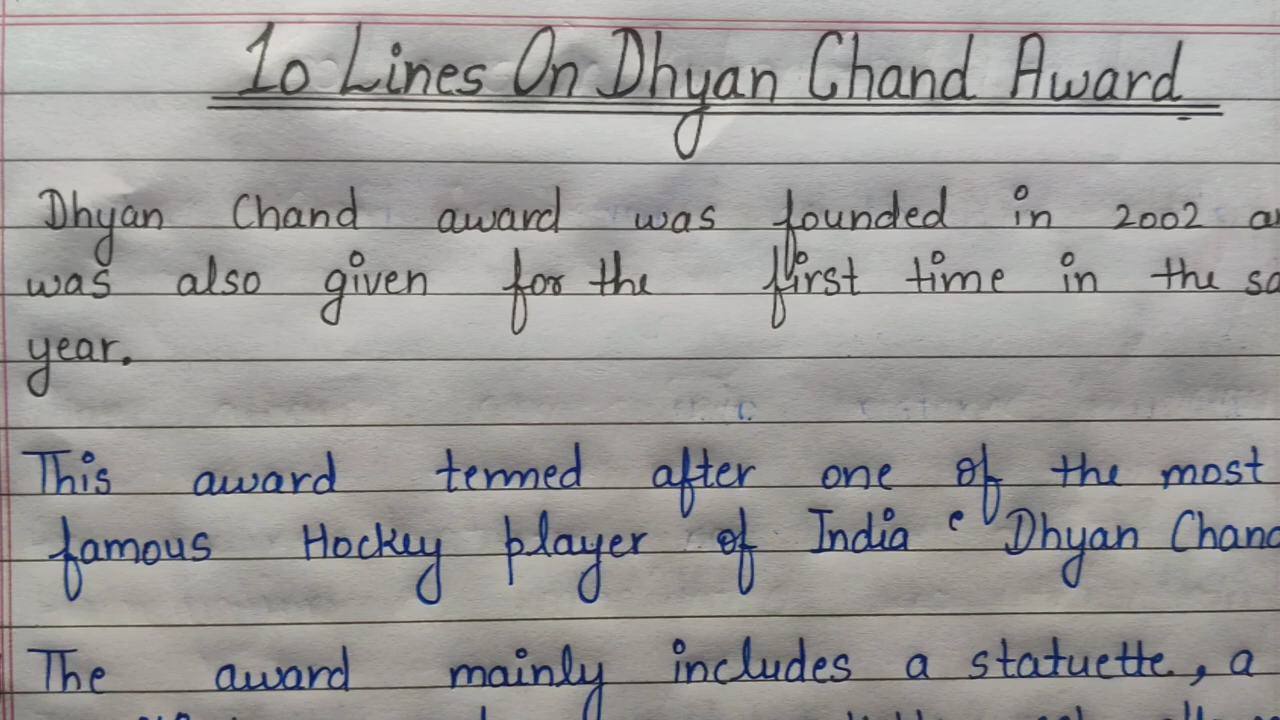 10 Lines On Dhyan Chand Award
Dhyan Chand award was founded in 2002
was also given for the first time in the
year.
This award termed after one of the most
famous Hockey player of India ‘ Dhyan Chand
The award mainly includes a statuette, a